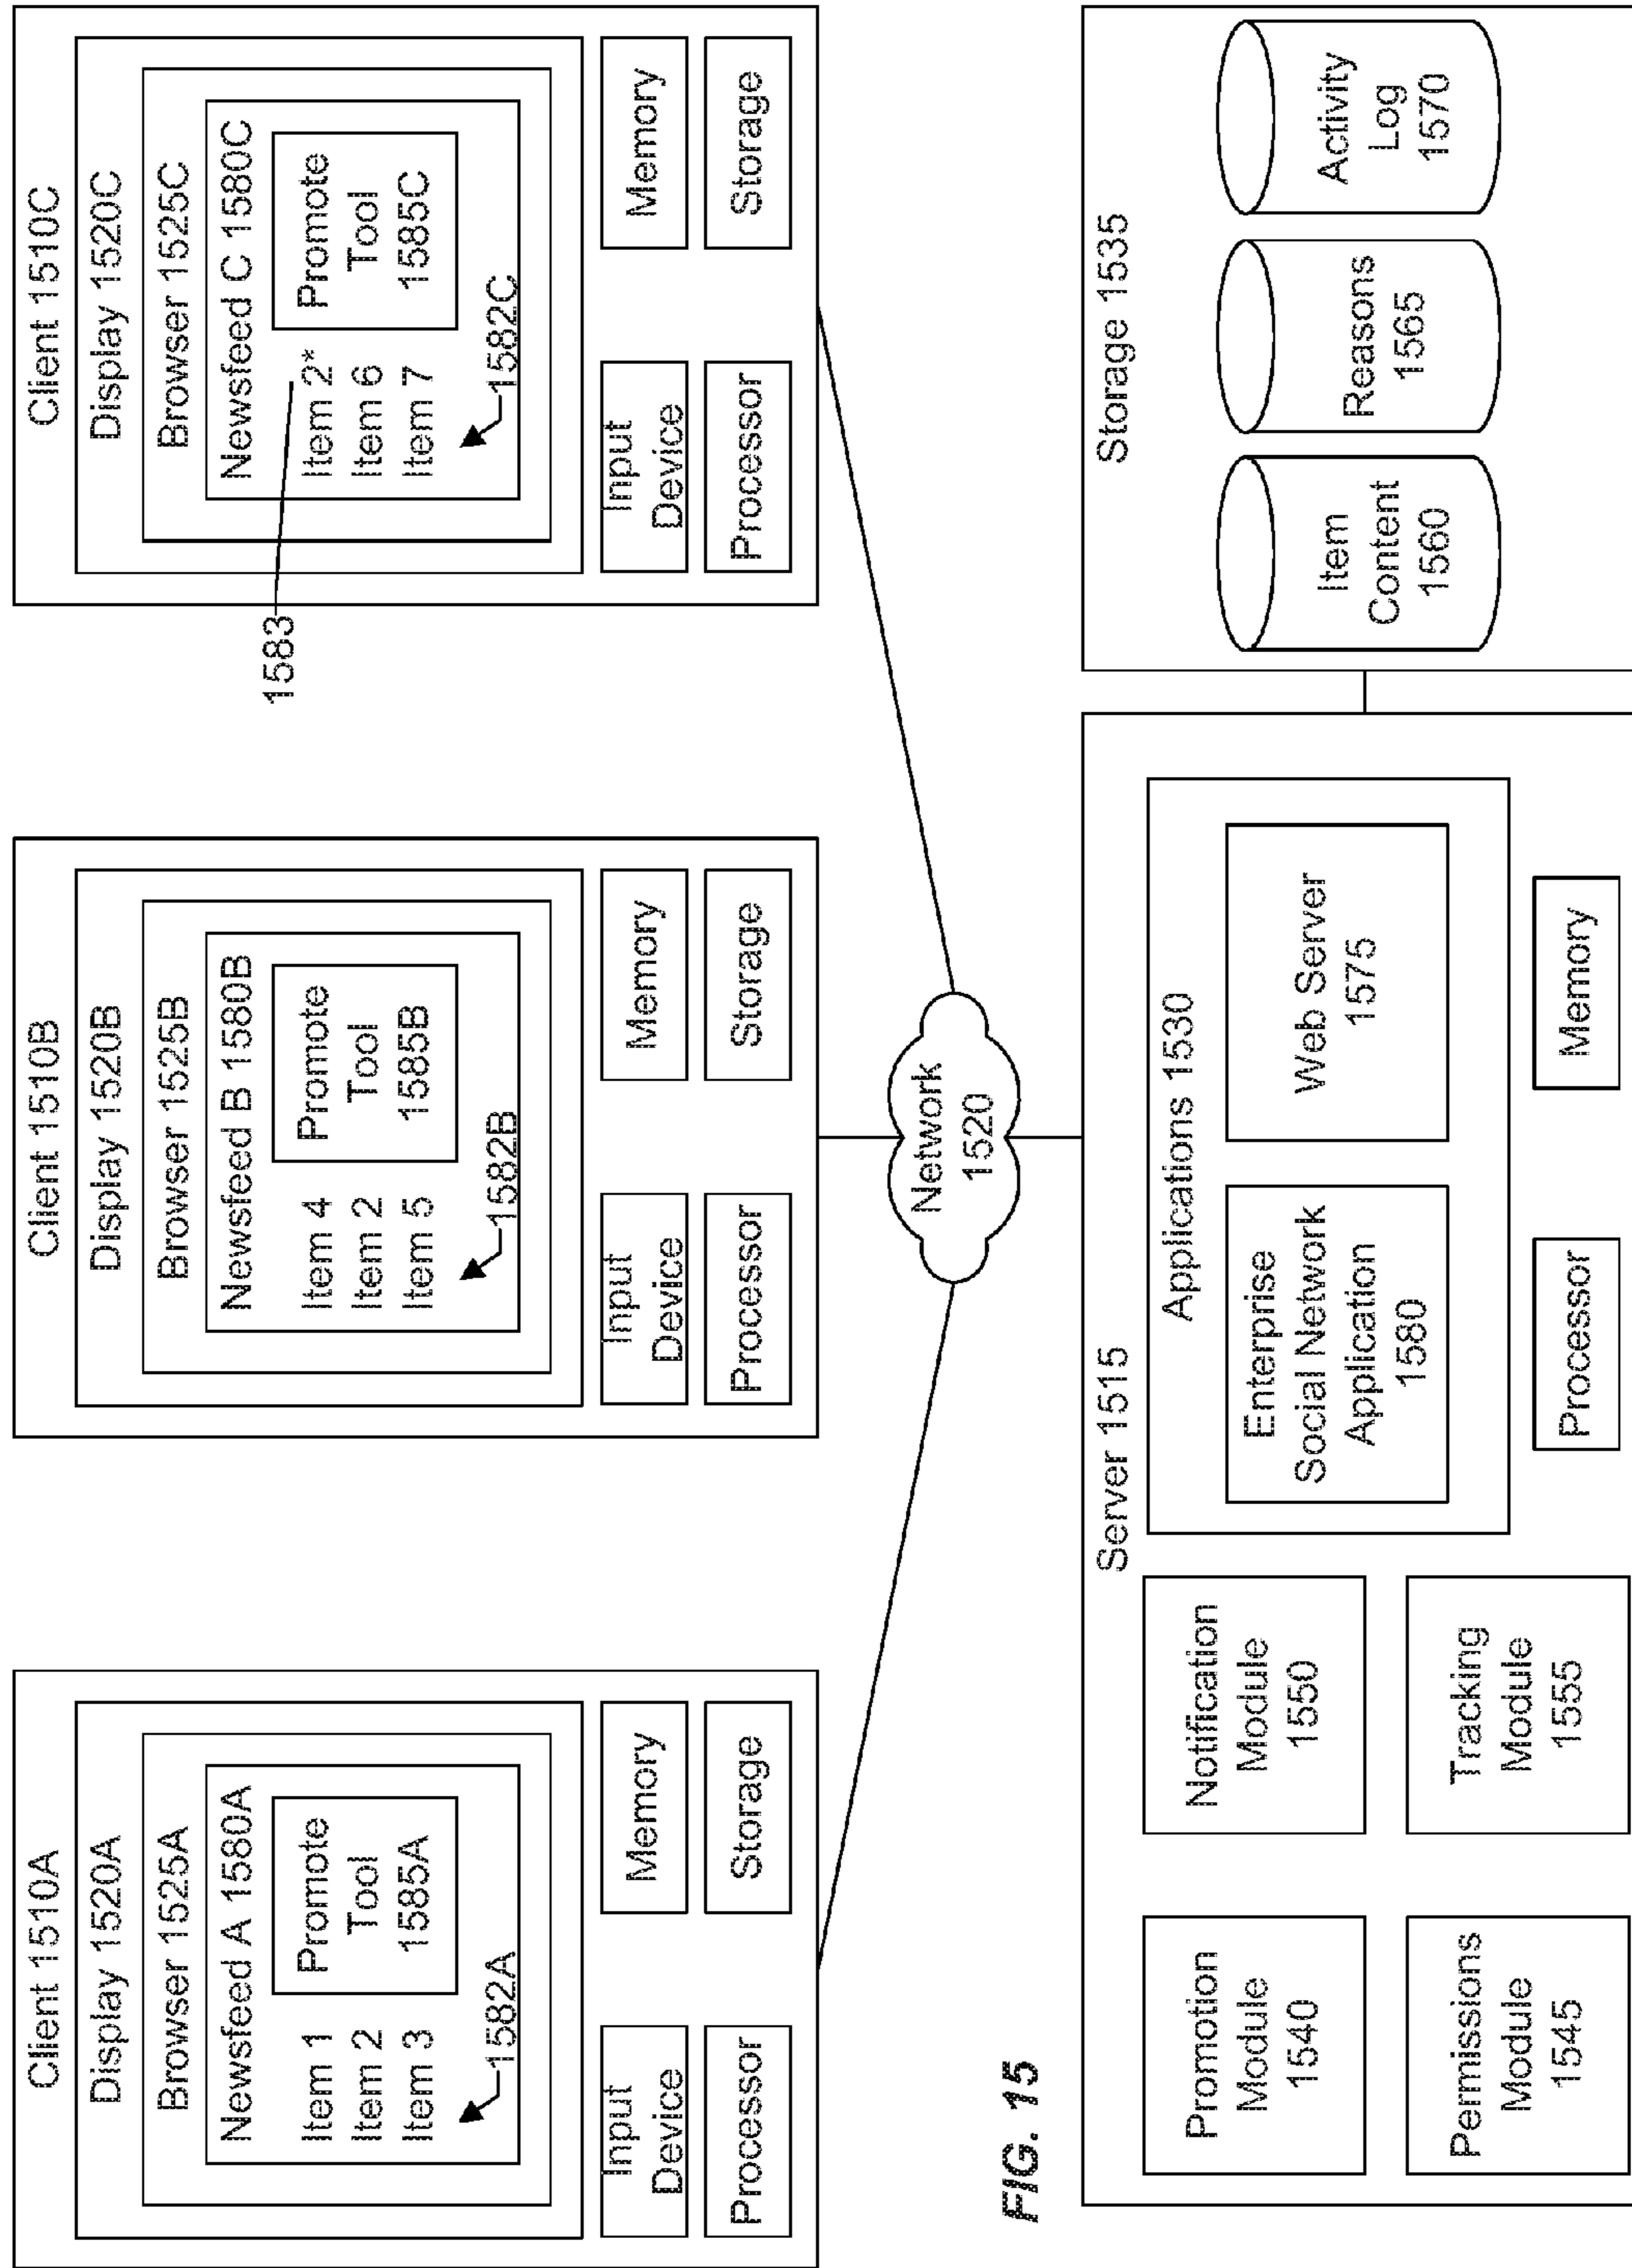 Client 1510A
Display 1520A
Browser 1525A
Newsfeed A 1580A
Item 1
Item 2
Item 3
Promote
Tool
1585A
1582A
Input
Device
Memory
Processor
Storage
Client 1510B
Display 1520B
Browser 1525B
Newsfeed B 1580B
Item 4
Item 2
Item 5
Promote
Tool
1585B
1582B
Input
Device
Memory
Processor
Storage
1583
Client 1510C
Display 1520C
Browser 1525C
Newsfeed C 1580C
Item 2*
Item 6
Item 7
Promote
Tool
1585C
1582C
Input
Device
Memory
Processor
Storage
Network
1520
FIG. 15
Server 1515
Promotion
Module
1540
Notification
Module
1550
Permissions
Module
1545
Tracking
Module
1555
Applications 1530
Enterprise
Social Network
Application
1580
Web Server
1575
Processor
Memory
Storage 1535
Item
Content
1560
Reasons
1565
Activity
Log
1570